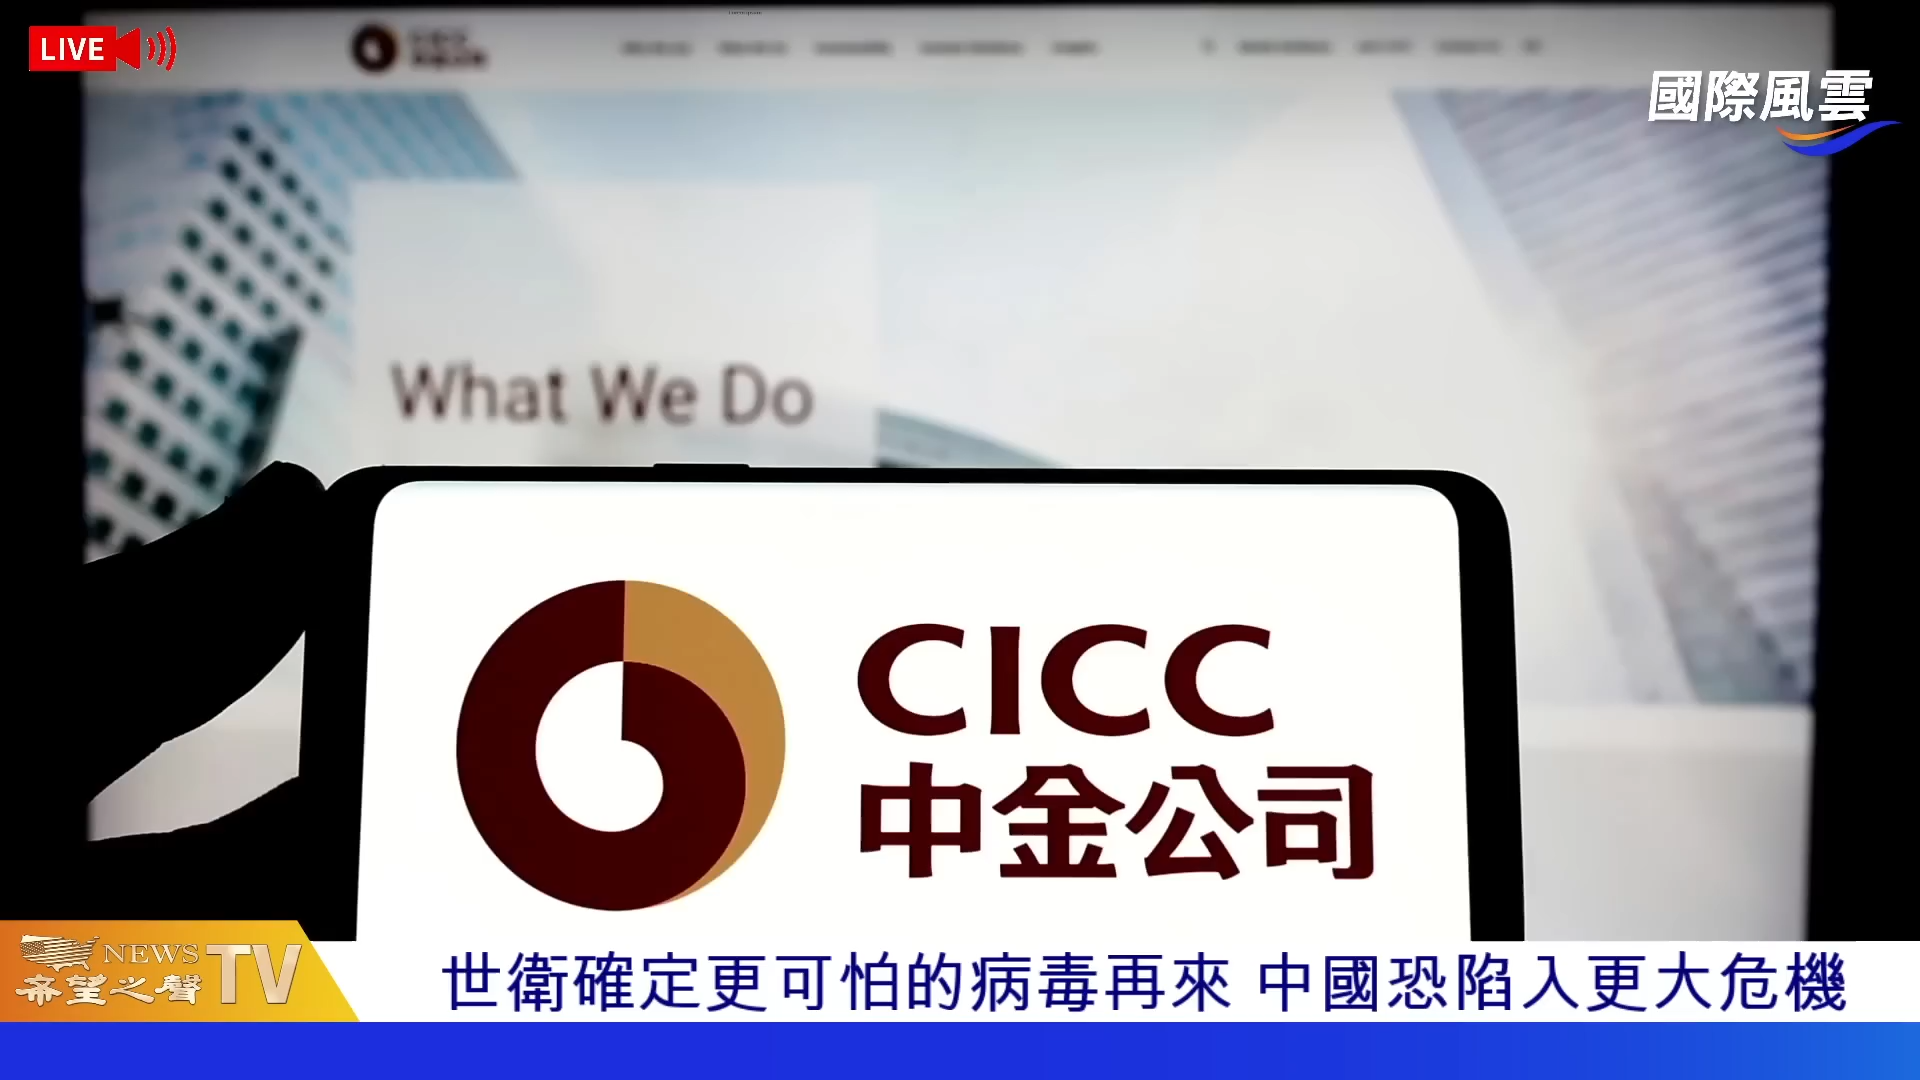 LIVE
國際風雲
What We Do
CICC
中金公司
NEWS
希望之聲
TV
世衛確定更可怕的病毒再來 中國恐陷入更大危機